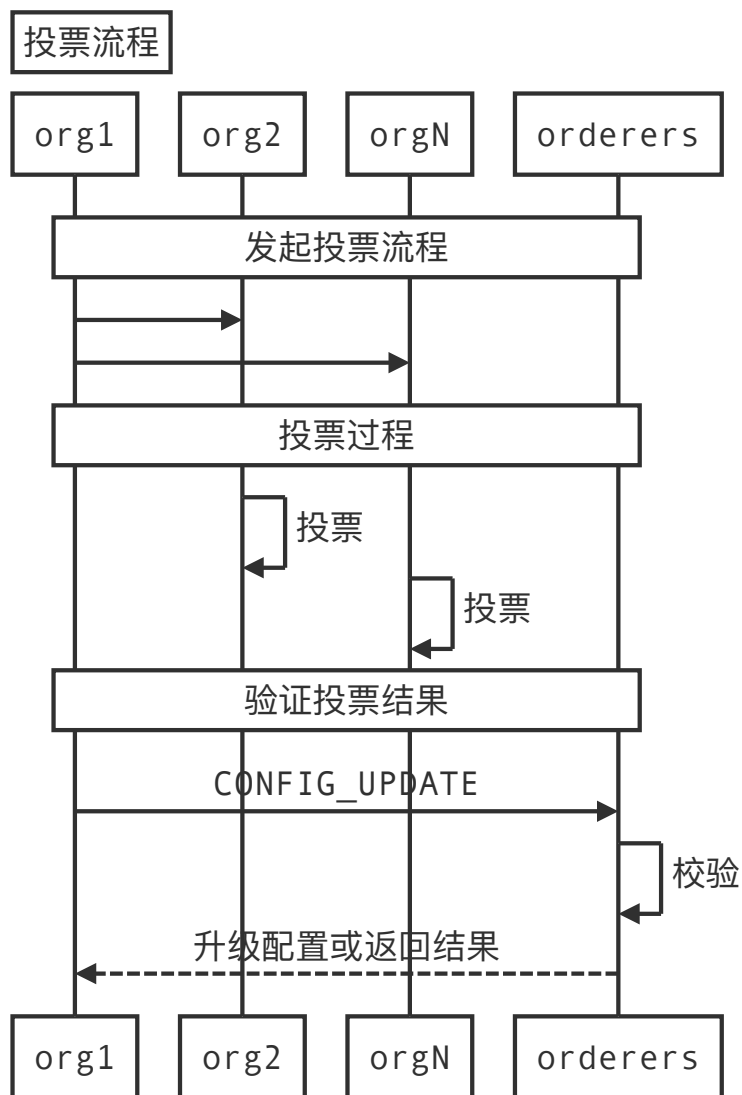 投票流程
org1 org2 orgN orderers
发起投票流程
投票过程
投票
投票
验证投票结果
CONFIG_UPDATE
校验
升级配置或返回结果
org1 org2 orgN orderers